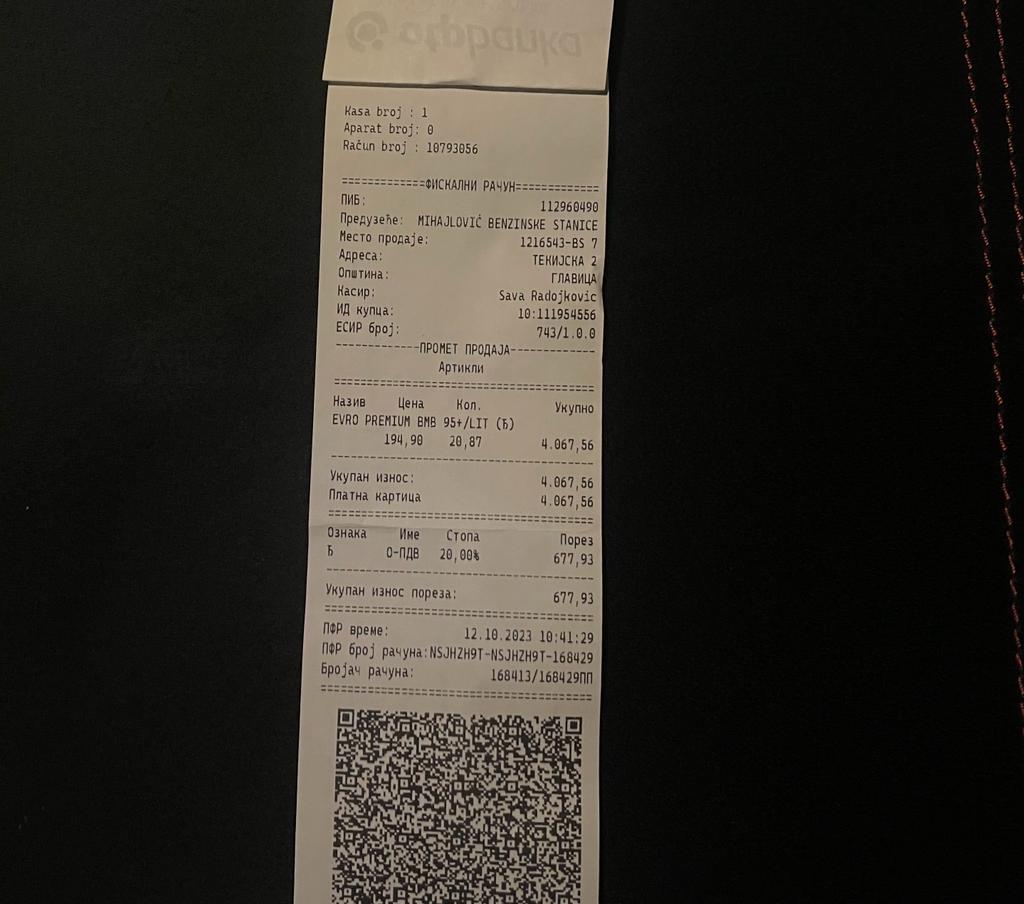 otpbanka
Kasa broj : 1
Aparat broj: 0
Račun broj : 10793056
=============ФИСКАЛНИ РАЧУН=============
ПИБ: 112960490
Предузеће: MIHAJLOVIĆ BENZINSKE STANICE
Место продаје: 1216543-BS 7
Адреса: ТЕКИЈСКА 2
Општина: ГЛАВИЦА
Касир: Sava Radojkovic
ИД купца: 10:111954556
ЕСИР број: 743/1.0.0
-------------ПРОМЕТ ПРОДАЈА-------------
Артикли
========================================
Назив Цена Кол. Укупно
EVRO PREMIUM BMB 95+/LIT (Ђ)
194,90 20,87 4.067,56
----------------------------------------
Укупан износ: 4.067,56
Платна картица 4.067,56
========================================
Ознака Име Стопа Порез
Ђ О-ПДВ 20,00% 677,93
----------------------------------------
Укупан износ пореза: 677,93
========================================
ПФР време: 12.10.2023 10:41:29
ПФР број рачуна:NSJHZH9T-NSJHZH9T-168429
Бројач рачуна: 168413/168429ПП
========================================